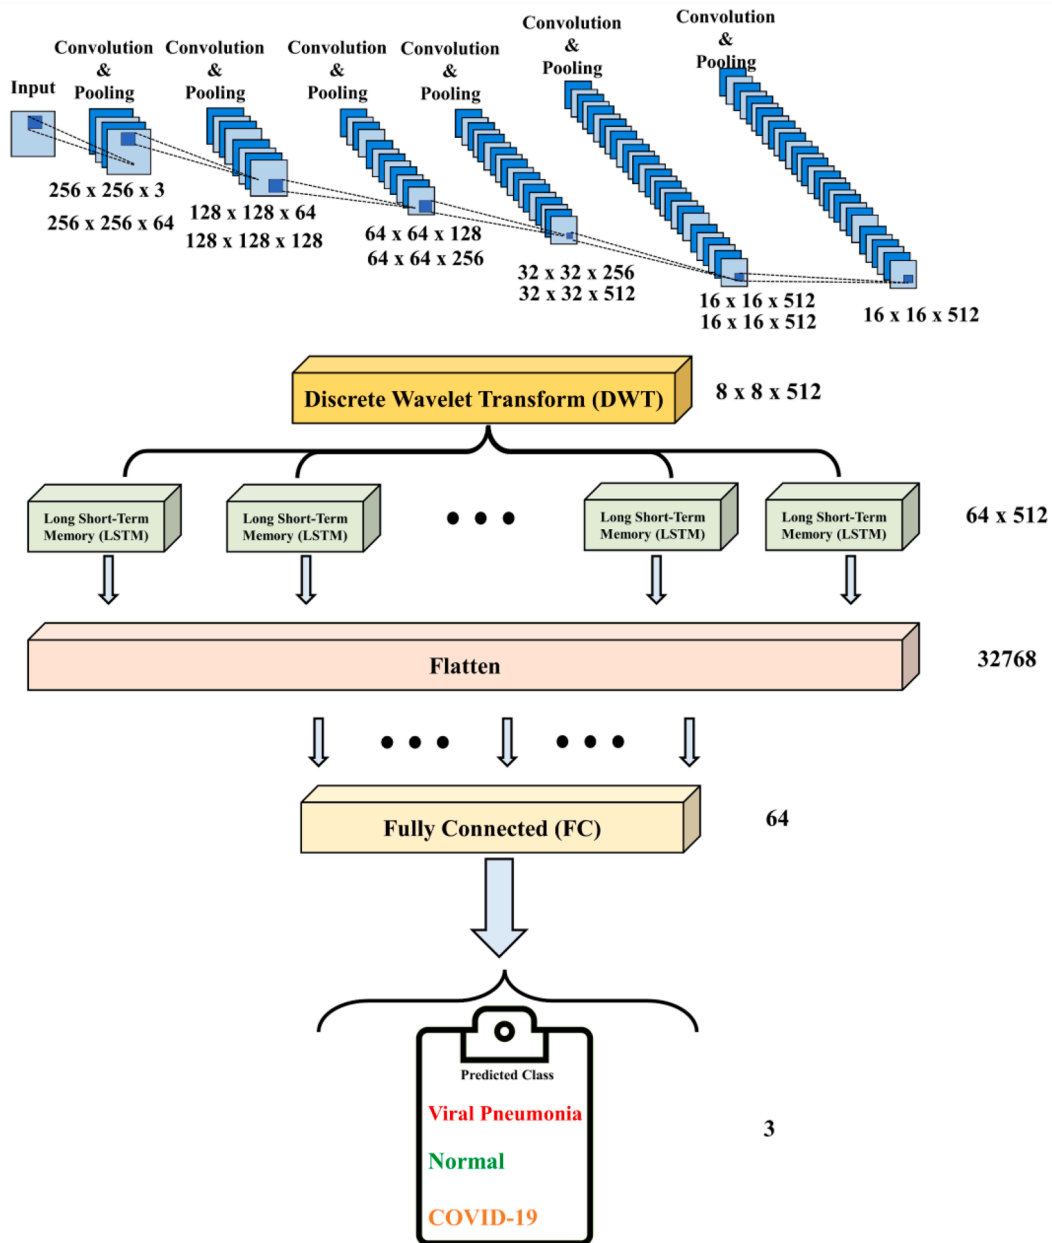 Input
Convolution
&
Pooling
Convolution
&
Pooling
Convolution
&
Pooling
Convolution
&
Pooling
Convolution
&
Pooling
Convolution
&
Pooling
256 x 256 x 3
256 x 256 x 64
128 x 128 x 64
128 x 128 x 128
64 x 64 x 128
64 x 64 x 256
32 x 32 x 256
32 x 32 x 512
16 x 16 x 512
16 x 16 x 512
16 x 16 x 512
Discrete Wavelet Transform (DWT)
8 x 8 x 512
Long Short-Term
Memory (LSTM)
Long Short-Term
Memory (LSTM)
Long Short-Term
Memory (LSTM)
Long Short-Term
Memory (LSTM)
64 x 512
Flatten
32768
Fully Connected (FC)
64
Predicted Class
Viral Pneumonia
Normal
COVID-19
3